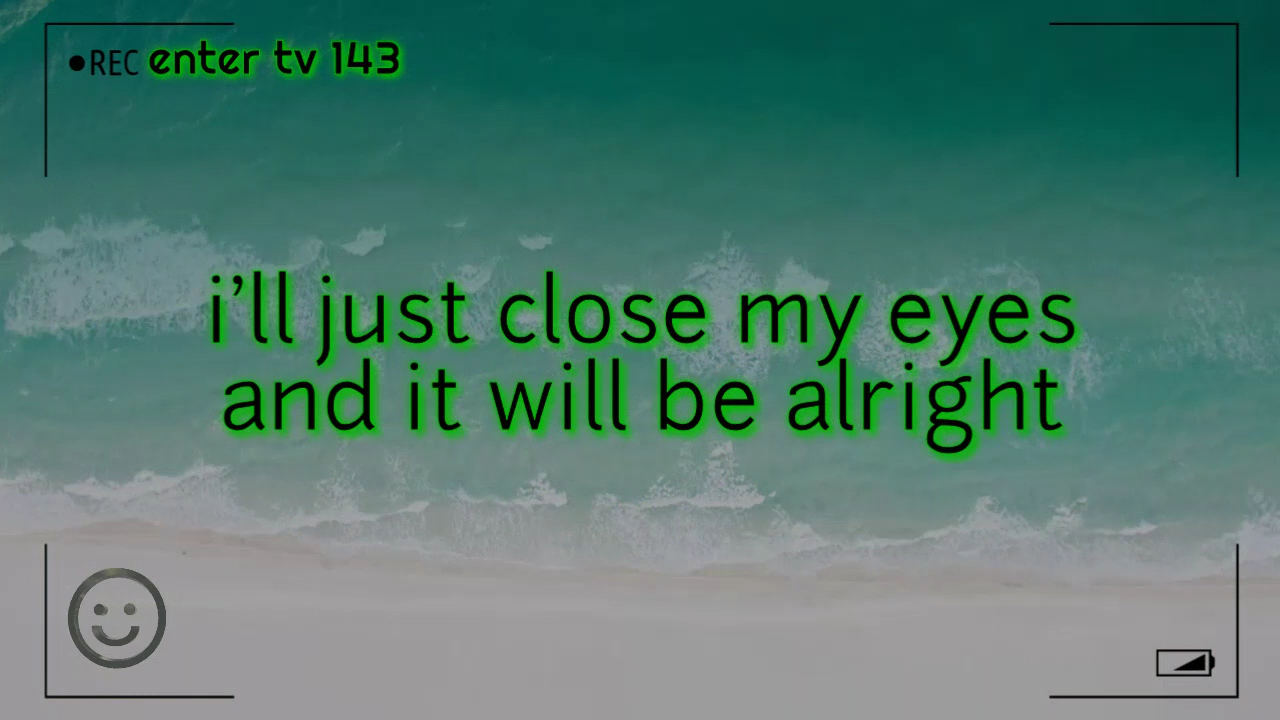 ●REC enter tv 143
i’ll just close my eyes
and it will be alright